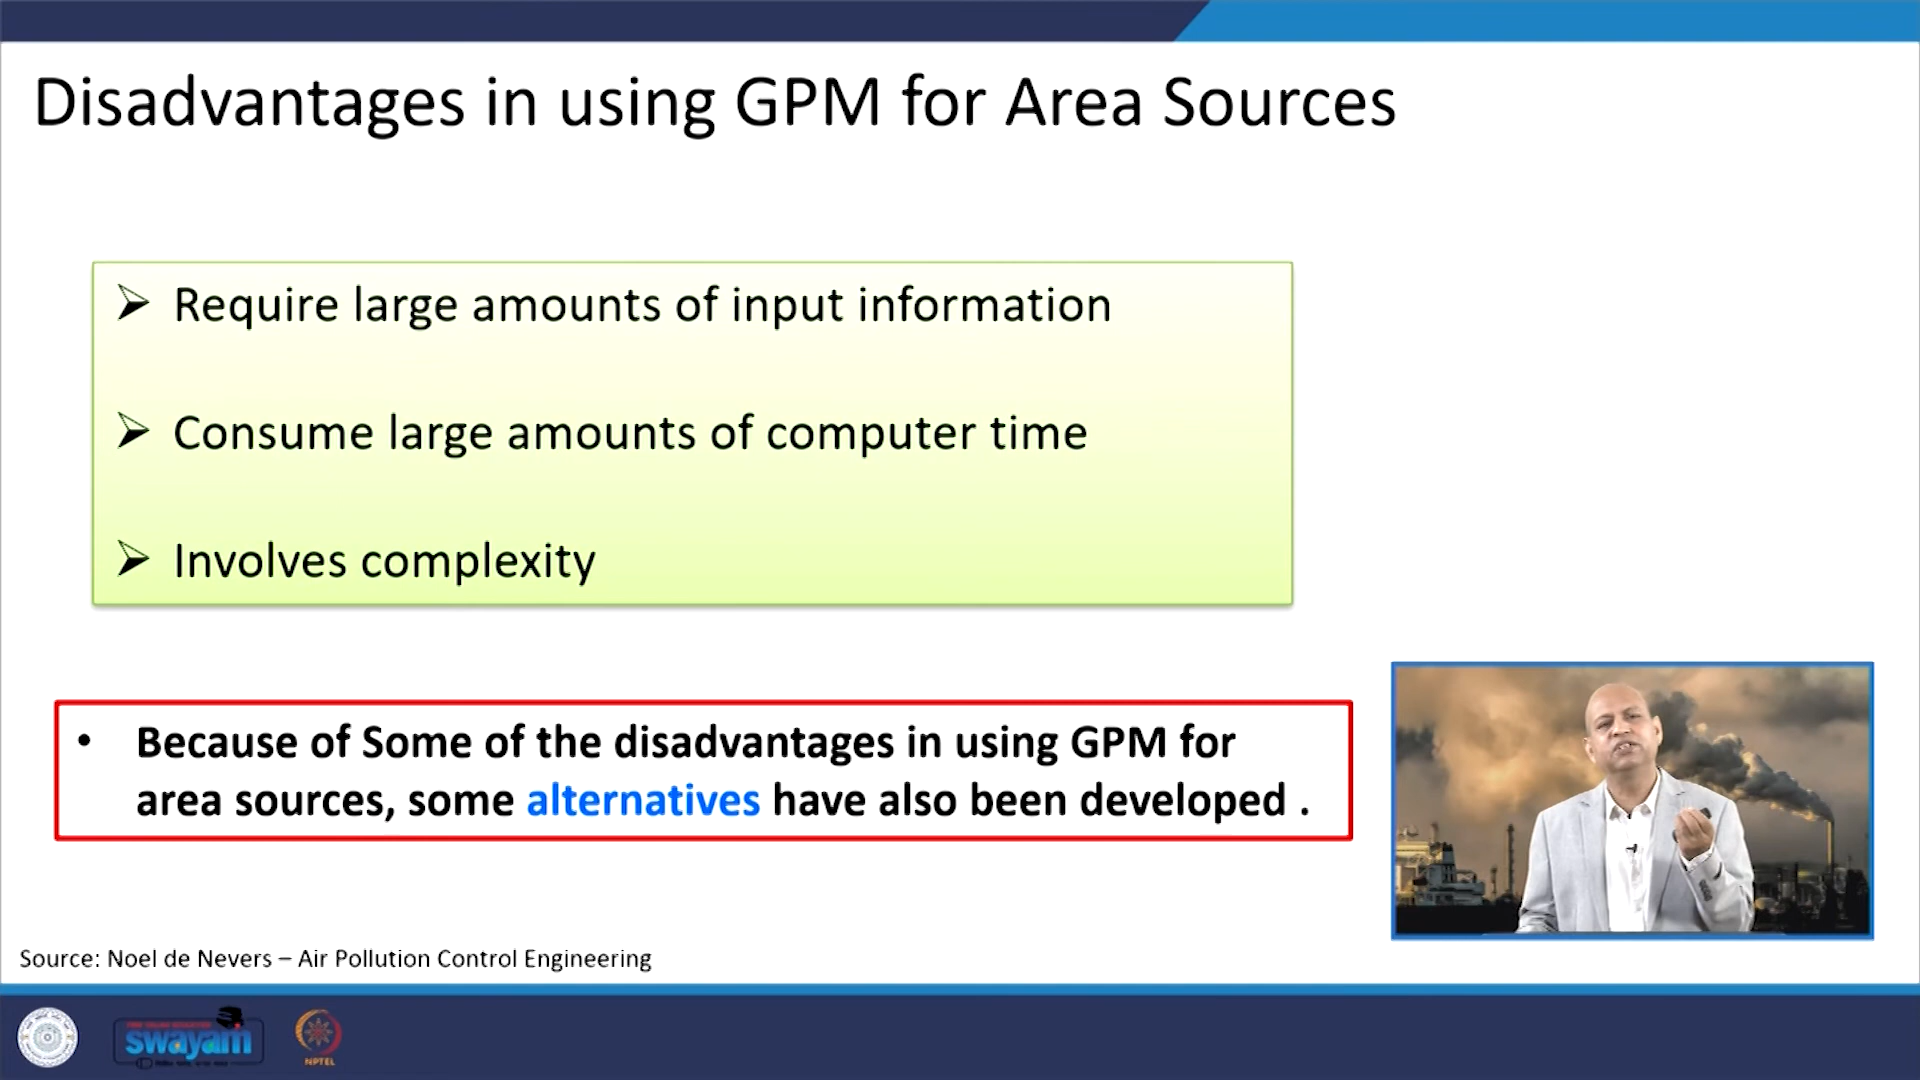 Disadvantages in using GPM for Area Sources
➢ Require large amounts of input information
➢ Consume large amounts of computer time
➢ Involves complexity
• Because of Some of the disadvantages in using GPM for
area sources, some alternatives have also been developed .
Source: Noel de Nevers – Air Pollution Control Engineering
swayam
NPTEL